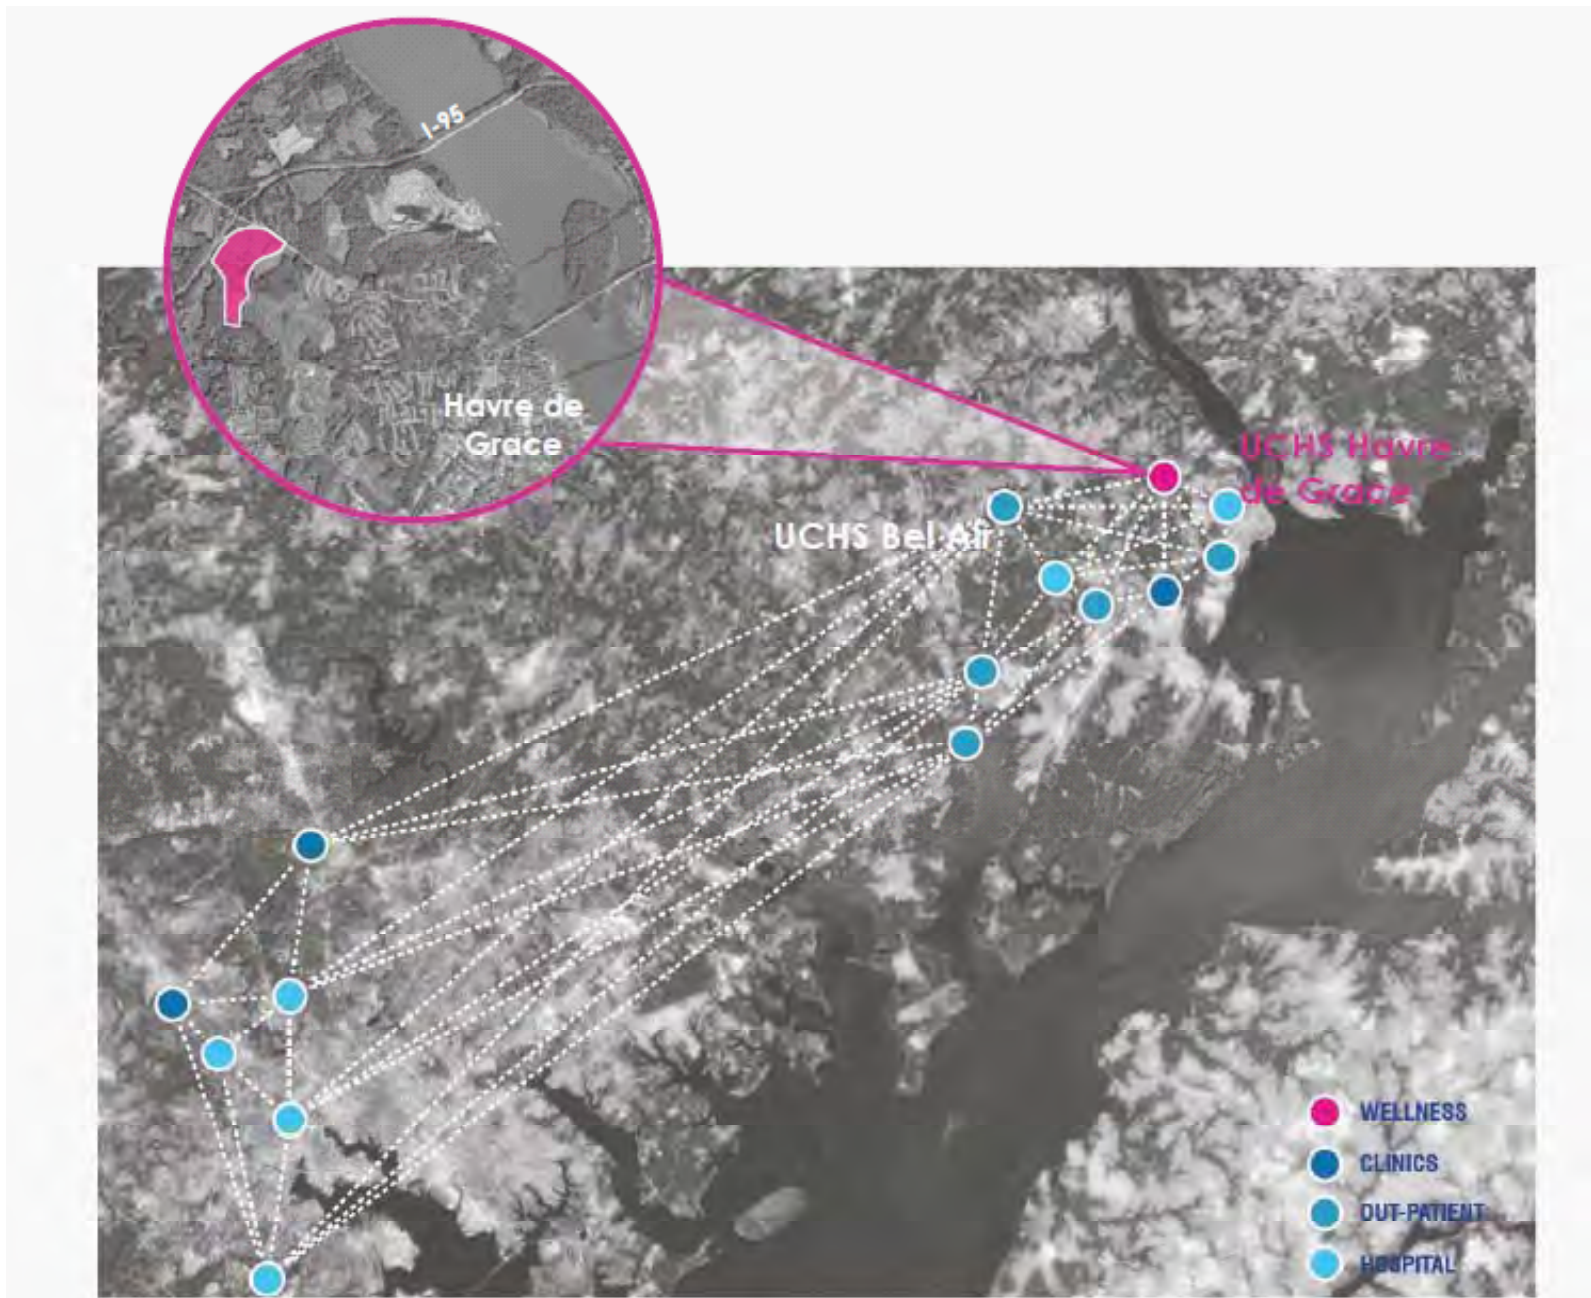 I-95
Havre de
Grace
UCHS Havre
de Grace
UCHS Bel Air
WELLNESS
CLINICS
OUT-PATIENT
HOSPITAL